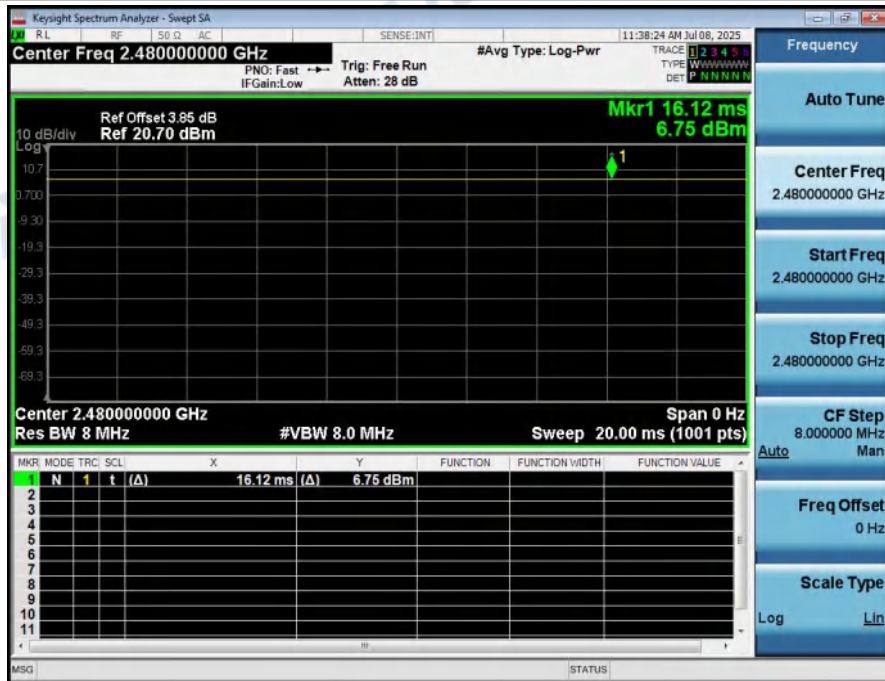 Keysight Spectrum Analyzer - Swept SA
LXI RL RF 50 Ω AC SENSE:INT 11:38:24 AM Jul 08, 2025
Center Freq 2.480000000 GHz
PNO: Fast
IFGain:Low
Trig: Free Run
Atten: 28 dB
#Avg Type: Log-Pwr
TRACE 1 2 3 4 5 6
TYPE WWWWWW
DET P N N N N N
Ref Offset 3.85 dB
10 dB/div Ref 20.70 dBm
Log
Mkr1 16.12 ms
6.75 dBm
1
10.7
0.700
-9.30
-19.3
-29.3
-39.3
-49.3
-59.3
-69.3
Center 2.480000000 GHz Span 0 Hz
Res BW 8 MHz #VBW 8.0 MHz Sweep 20.00 ms (1001 pts)
MKR MODE TRC SCL X Y FUNCTION FUNCTION WIDTH FUNCTION VALUE
1 N 1 t (Δ) 16.12 ms (Δ) 6.75 dBm
2
3
4
5
6
7
8
9
10
11
MSG STATUS
Frequency
Auto Tune
Center Freq
2.480000000 GHz
Start Freq
2.480000000 GHz
Stop Freq
2.480000000 GHz
CF Step
8.000000 MHz
Auto Man
Freq Offset
0 Hz
Scale Type
Log Lin